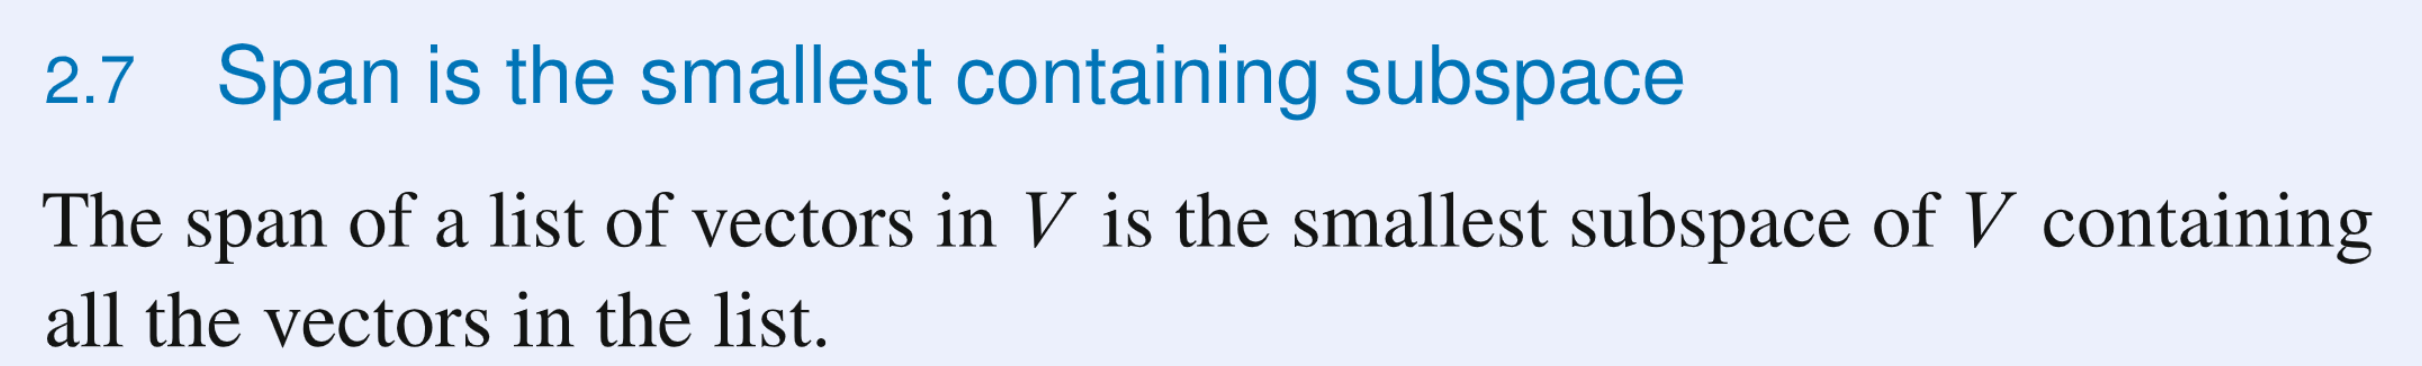 2.7 Span is the smallest containing subspace
The span of a list of vectors in V is the smallest subspace of V containing
all the vectors in the list.